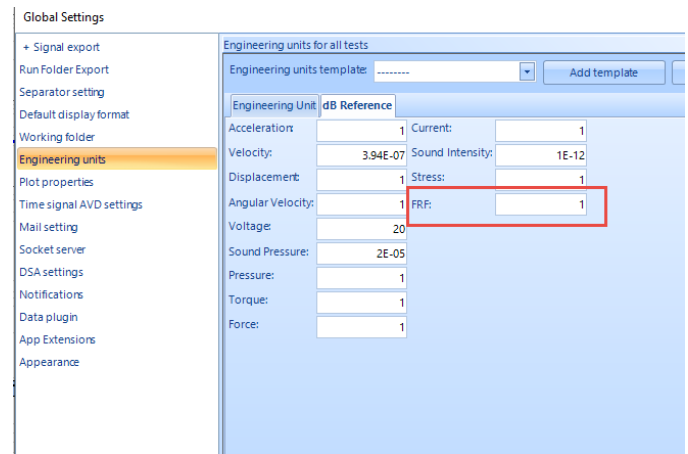 Global Settings
+ Signal export
Run Folder Export
Separator setting
Default display format
Working folder
Engineering units
Plot properties
Time signal AVD settings
Mail setting
Socket server
DSA settings
Notifications
Data plugin
App Extensions
Appearance
Engineering units for all tests
Engineering units template: --------
Add template
Engineering Unit dB Reference
Acceleration: 1 Current: 1
Velocity: 3.94E-07 Sound Intensity: 1E-12
Displacement: 1 Stress: 1
Angular Velocity: 1 FRF: 1
Voltage: 20
Sound Pressure: 2E-05
Pressure: 1
Torque: 1
Force: 1